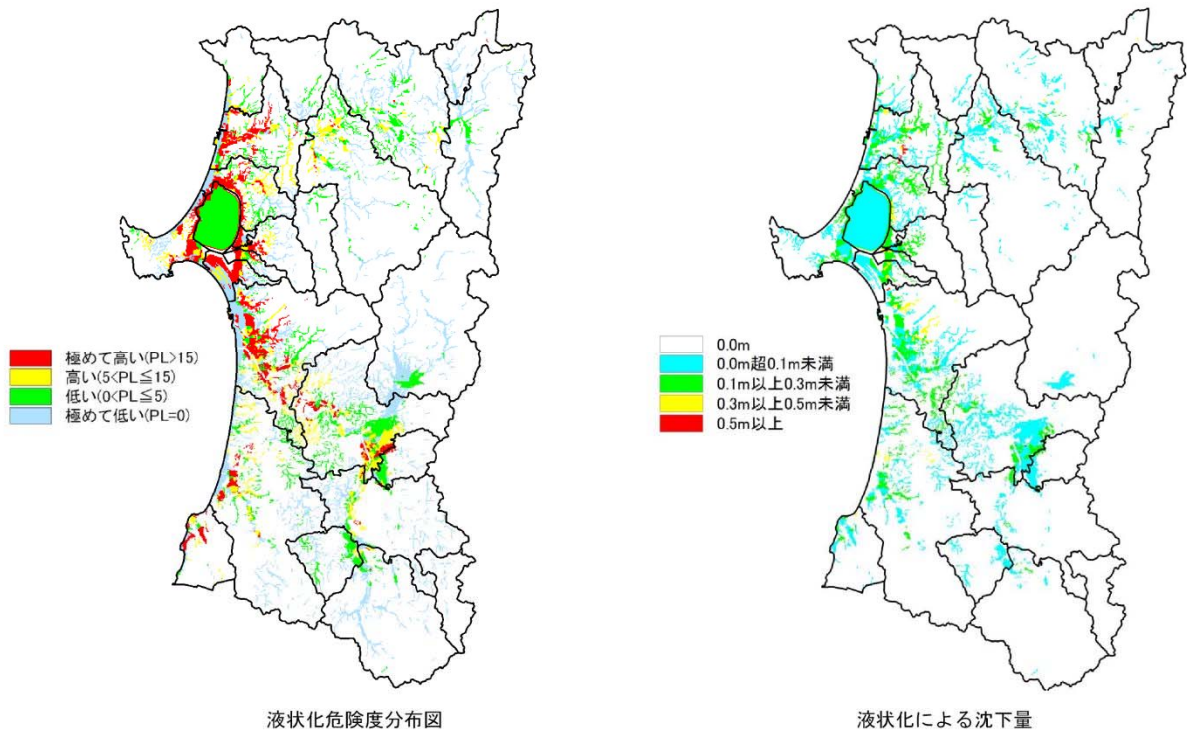 極めて高い(PL>15)
高い(5<PL≦15)
低い(0<PL≦5)
極めて低い(PL=0)
液状化危険度分布図
0.0m
0.0m超0.1m未満
0.1m以上0.3m未満
0.3m以上0.5m未満
0.5m以上
液状化による沈下量